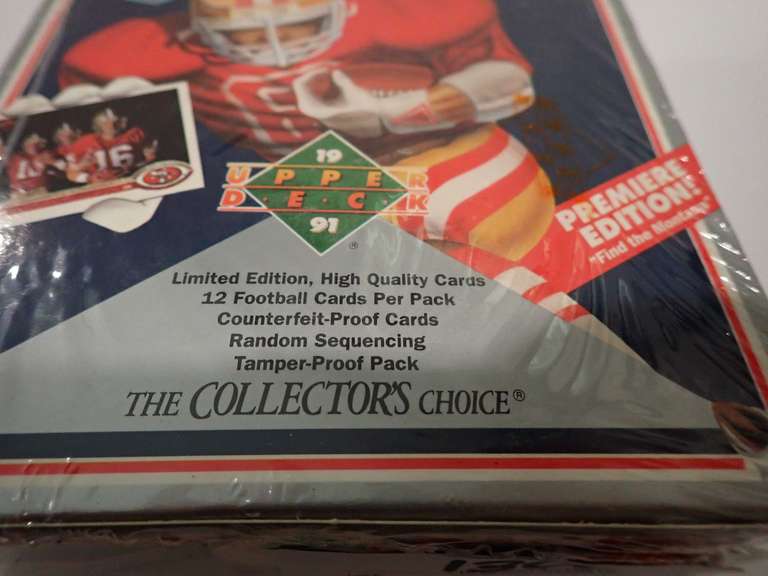 16
19
UPPER
D·E·C·K
91
®
PREMIERE
EDITION!
"Find the Montana"
Limited Edition, High Quality Cards
12 Football Cards Per Pack
Counterfeit-Proof Cards
Random Sequencing
Tamper-Proof Pack
THE COLLECTOR'S CHOICE®